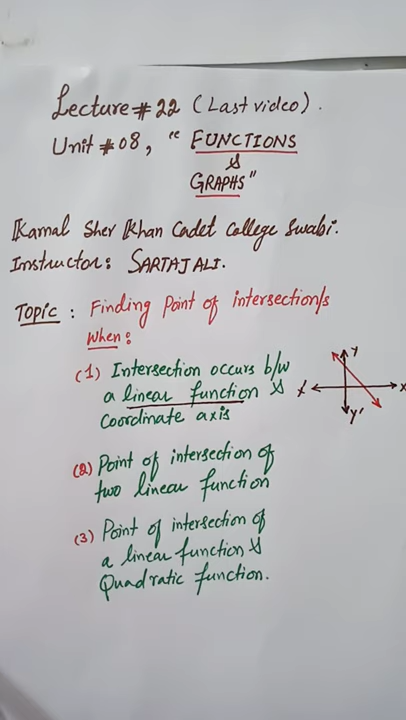 Lecture # 22 (Last video).
Unit # 08, "FUNCTIONS
&
GRAPHS"
Karnal Sher Khan Cadet College Swabi.
Instructor: SARTAJ ALI.
Topic: Finding Point of intersection/s
When:
(1) Intersection occurs b/w
a linear function &
Coordinate axis
y
x' x
y'
(2) Point of intersection of
two linear function
(3) Point of intersection of
a linear function &
Quadratic function.